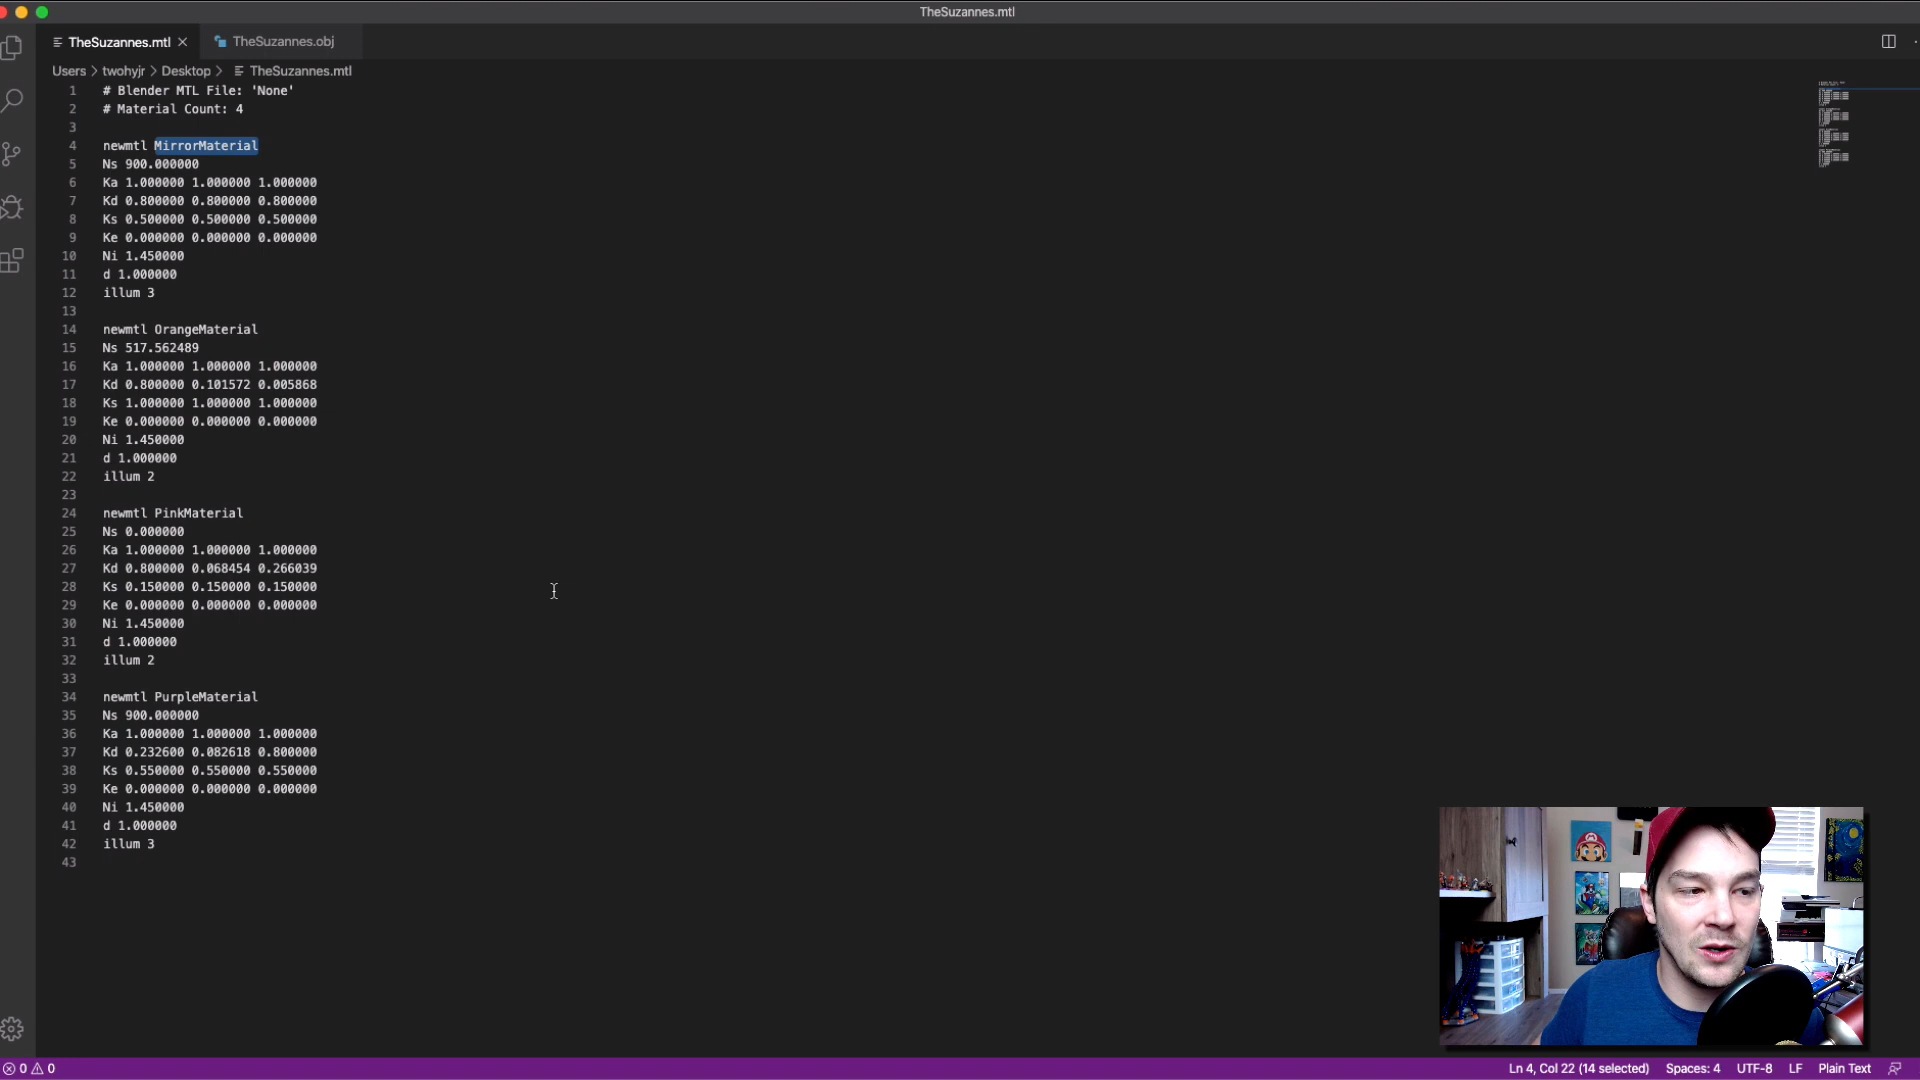 TheSuzannes.mtl
TheSuzannes.mtl
TheSuzannes.obj
Users > twohyjr > Desktop > TheSuzannes.mtl
1 # Blender MTL File: 'None'
2 # Material Count: 4
3
4 newmtl MirrorMaterial
5 Ns 900.000000
6 Ka 1.000000 1.000000 1.000000
7 Kd 0.800000 0.800000 0.800000
8 Ks 0.500000 0.500000 0.500000
9 Ke 0.000000 0.000000 0.000000
10 Ni 1.450000
11 d 1.000000
12 illum 3
13
14 newmtl OrangeMaterial
15 Ns 517.562489
16 Ka 1.000000 1.000000 1.000000
17 Kd 0.800000 0.101572 0.005868
18 Ks 1.000000 1.000000 1.000000
19 Ke 0.000000 0.000000 0.000000
20 Ni 1.450000
21 d 1.000000
22 illum 2
23
24 newmtl PinkMaterial
25 Ns 0.000000
26 Ka 1.000000 1.000000 1.000000
27 Kd 0.800000 0.068454 0.266039
28 Ks 0.150000 0.150000 0.150000
29 Ke 0.000000 0.000000 0.000000
30 Ni 1.450000
31 d 1.000000
32 illum 2
33
34 newmtl PurpleMaterial
35 Ns 900.000000
36 Ka 1.000000 1.000000 1.000000
37 Kd 0.232600 0.082618 0.800000
38 Ks 0.550000 0.550000 0.550000
39 Ke 0.000000 0.000000 0.000000
40 Ni 1.450000
41 d 1.000000
42 illum 3
43
0 0
Ln 4, Col 22 (14 selected) Spaces: 4 UTF-8 LF Plain Text